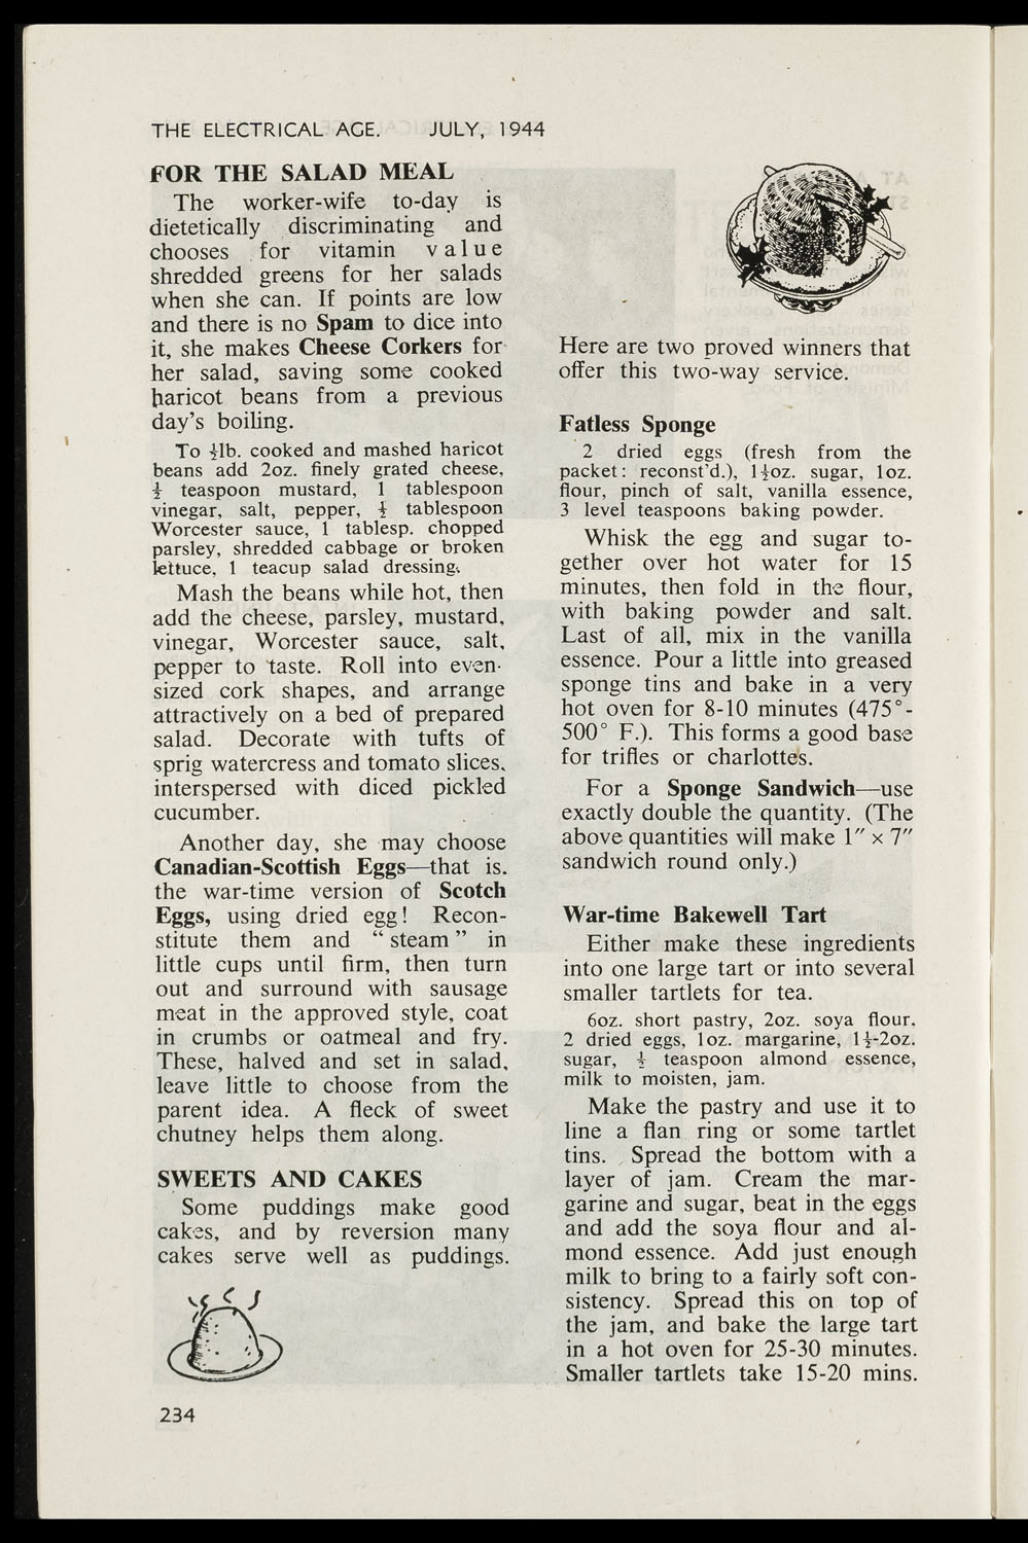 THE ELECTRICAL AGE. JULY, 1944
FOR THE SALAD MEAL
The worker-wife to-day is
dietetically discriminating and
chooses for vitamin value
shredded greens for her salads
when she can. If points are low
and there is no Spam to dice into
it, she makes Cheese Corkers for
her salad, saving some cooked
haricot beans from a previous
day's boiling.
To ½lb. cooked and mashed haricot
beans add 2oz. finely grated cheese,
½ teaspoon mustard, 1 tablespoon
vinegar, salt, pepper, ½ tablespoon
Worcester sauce, 1 tablesp. chopped
parsley, shredded cabbage or broken
lettuce, 1 teacup salad dressing.
Mash the beans while hot, then
add the cheese, parsley, mustard,
vinegar, Worcester sauce, salt,
pepper to taste. Roll into even-
sized cork shapes, and arrange
attractively on a bed of prepared
salad. Decorate with tufts of
sprig watercress and tomato slices,
interspersed with diced pickled
cucumber.
Another day, she may choose
Canadian-Scottish Eggs—that is.
the war-time version of Scotch
Eggs, using dried egg! Recon-
stitute them and “steam” in
little cups until firm, then turn
out and surround with sausage
meat in the approved style, coat
in crumbs or oatmeal and fry.
These, halved and set in salad,
leave little to choose from the
parent idea. A fleck of sweet
chutney helps them along.
SWEETS AND CAKES
Some puddings make good
cakes, and by reversion many
cakes serve well as puddings.
234
Here are two proved winners that
offer this two-way service.
Fatless Sponge
2 dried eggs (fresh from the
packet: reconst'd.), 1½oz. sugar, 1oz.
flour, pinch of salt, vanilla essence,
3 level teaspoons baking powder.
Whisk the egg and sugar to-
gether over hot water for 15
minutes, then fold in the flour,
with baking powder and salt.
Last of all, mix in the vanilla
essence. Pour a little into greased
sponge tins and bake in a very
hot oven for 8-10 minutes (475°-
500° F.). This forms a good base
for trifles or charlottes.
For a Sponge Sandwich—use
exactly double the quantity. (The
above quantities will make 1″ × 7″
sandwich round only.)
War-time Bakewell Tart
Either make these ingredients
into one large tart or into several
smaller tartlets for tea.
6oz. short pastry, 2oz. soya flour,
2 dried eggs, 1oz. margarine, 1½-2oz.
sugar, ½ teaspoon almond essence,
milk to moisten, jam.
Make the pastry and use it to
line a flan ring or some tartlet
tins. Spread the bottom with a
layer of jam. Cream the mar-
garine and sugar, beat in the eggs
and add the soya flour and al-
mond essence. Add just enough
milk to bring to a fairly soft con-
sistency. Spread this on top of
the jam, and bake the large tart
in a hot oven for 25-30 minutes.
Smaller tartlets take 15-20 mins.